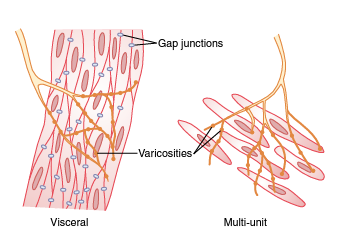 Gap junctions
Varicosities
Visceral
Multi-unit